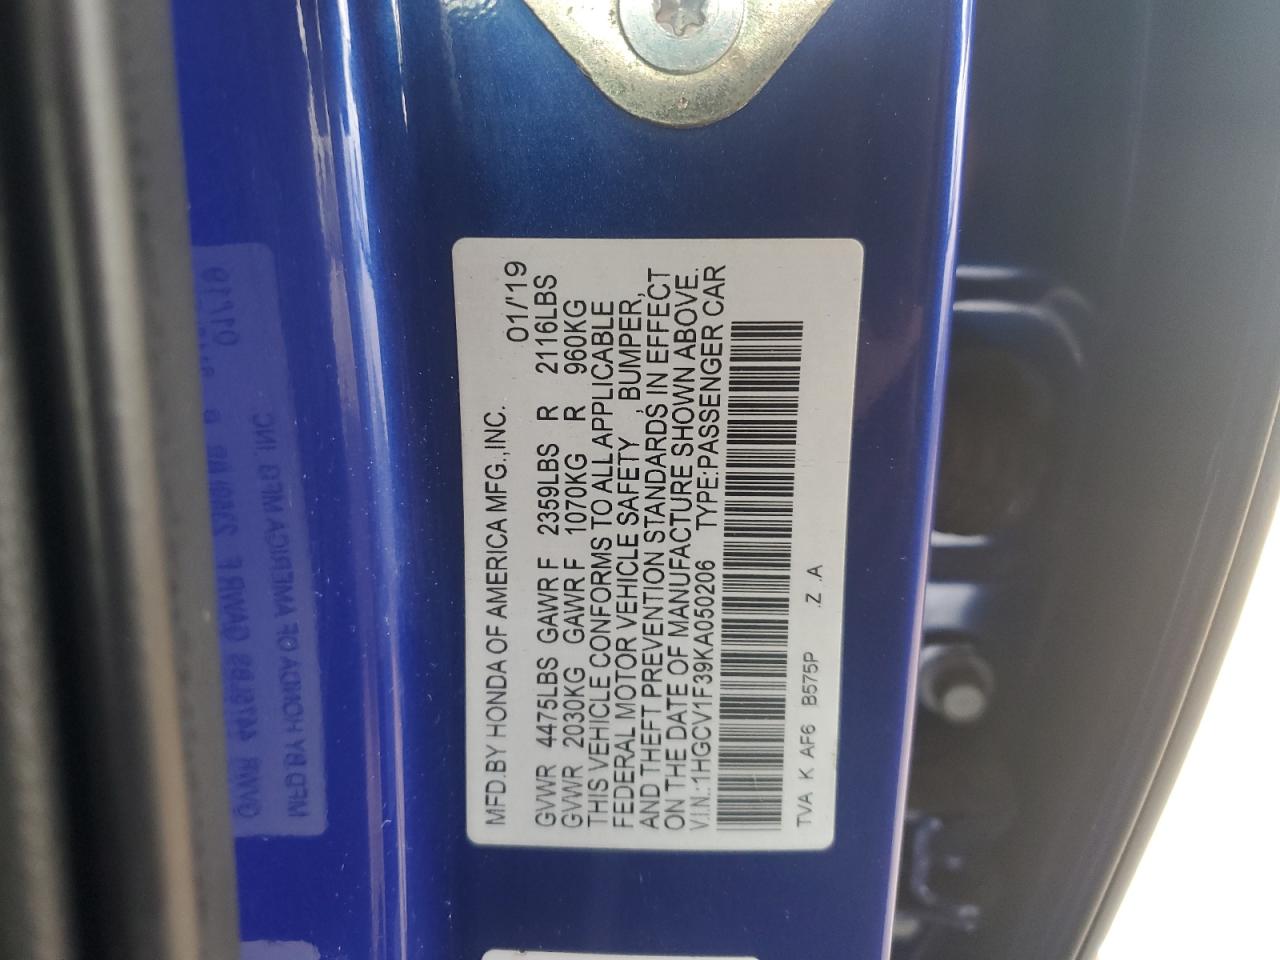 MFD.BY HONDA OF AMERICA MFG.,INC. 01/'19
GVWR 4475LBS GAWR F 2359LBS R 2116LBS
GVWR 2030KG GAWR F 1070KG R 960KG
THIS VEHICLE CONFORMS TO ALL APPLICABLE
FEDERAL MOTOR VEHICLE SAFETY , BUMPER,
AND THEFT PREVENTION STANDARDS IN EFFECT
ON THE DATE OF MANUFACTURE SHOWN ABOVE.
V.I.N.:1HGCV1F39KA050206 TYPE:PASSENGER CAR
TVA K AF6 B575P .Z .A